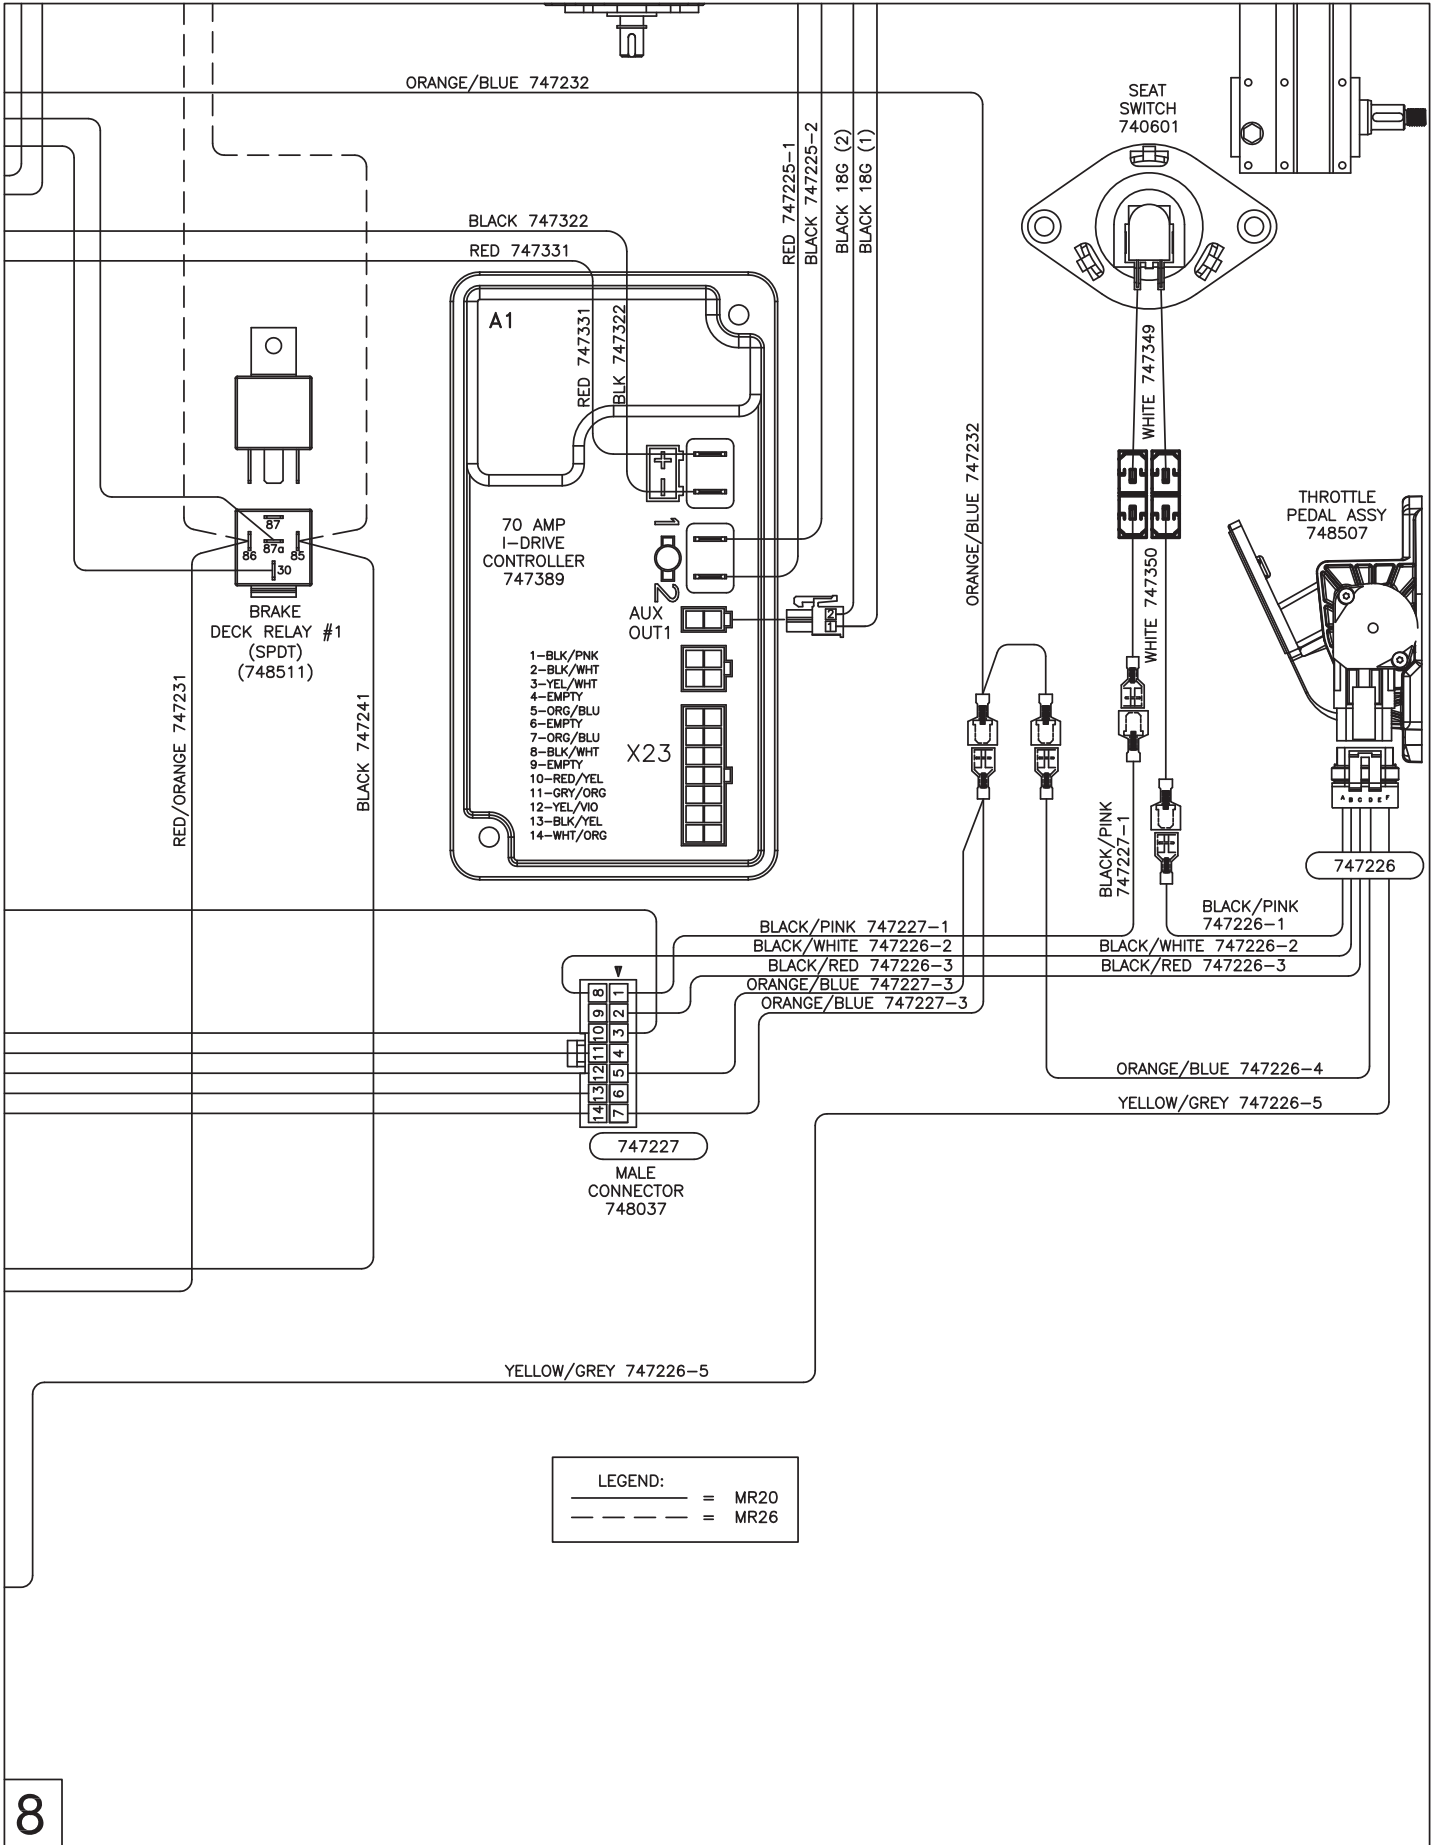 ORANGE/BLUE 747232
SEAT
SWITCH
740601
RED 747225-1
BLACK 747225-2
BLACK 18G (2)
BLACK 18G (1)
BLACK 747322
RED 747331
A1
RED 747331
BLK 747322
+
-
1
2
70 AMP
I-DRIVE
CONTROLLER
747389
AUX
OUT1
2
1
1-BLK/PNK
2-BLK/WHT
3-YEL/WHT
4-EMPTY
5-ORG/BLU
6-EMPTY
7-ORG/BLU
8-BLK/WHT
9-EMPTY
10-RED/YEL
11-GRY/ORG
12-YEL/VIO
13-BLK/YEL
14-WHT/ORG
X23
87
87a
86
85
30
BRAKE
DECK RELAY #1
(SPDT)
(748511)
RED/ORANGE 747231
BLACK 747241
ORANGE/BLUE 747232
WHITE 747349
WHITE 747350
THROTTLE
PEDAL ASSY
748507
A B C D E F
747226
BLACK/PINK
747227-1
BLACK/PINK
747226-1
BLACK/PINK 747227-1
BLACK/WHITE 747226-2
BLACK/WHITE 747226-2
BLACK/RED 747226-3
BLACK/RED 747226-3
ORANGE/BLUE 747227-3
ORANGE/BLUE 747227-3
8 1
9 2
10 3
11 4
12 5
13 6
14 7
747227
MALE
CONNECTOR
748037
ORANGE/BLUE 747226-4
YELLOW/GREY 747226-5
YELLOW/GREY 747226-5
LEGEND:
= MR20
= MR26
8